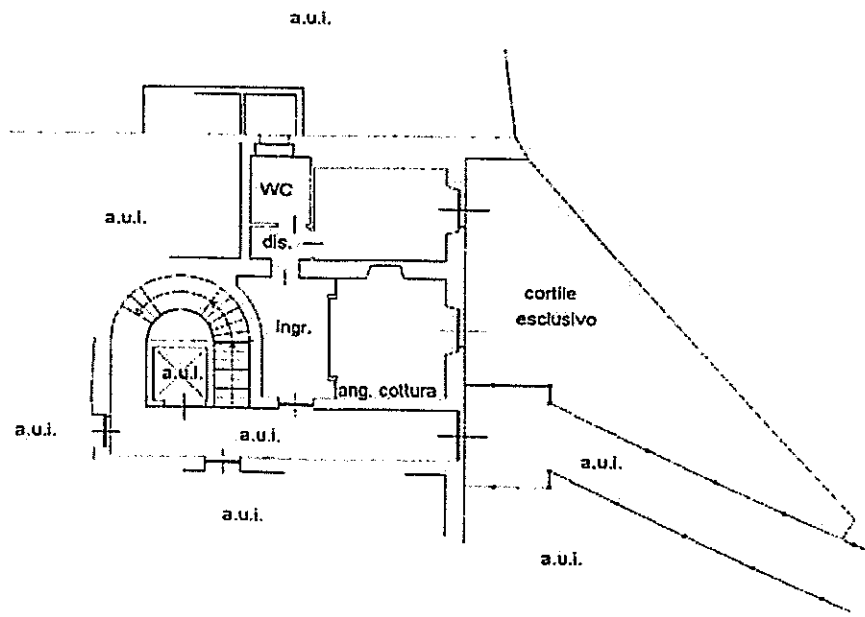 a.u.i.
WC
a.u.i.
dis.
cortile
esclusivo
ingr.
a.u.i.
ang. cottura
a.u.i.
a.u.i.
a.u.i.
a.u.i.
a.u.i.